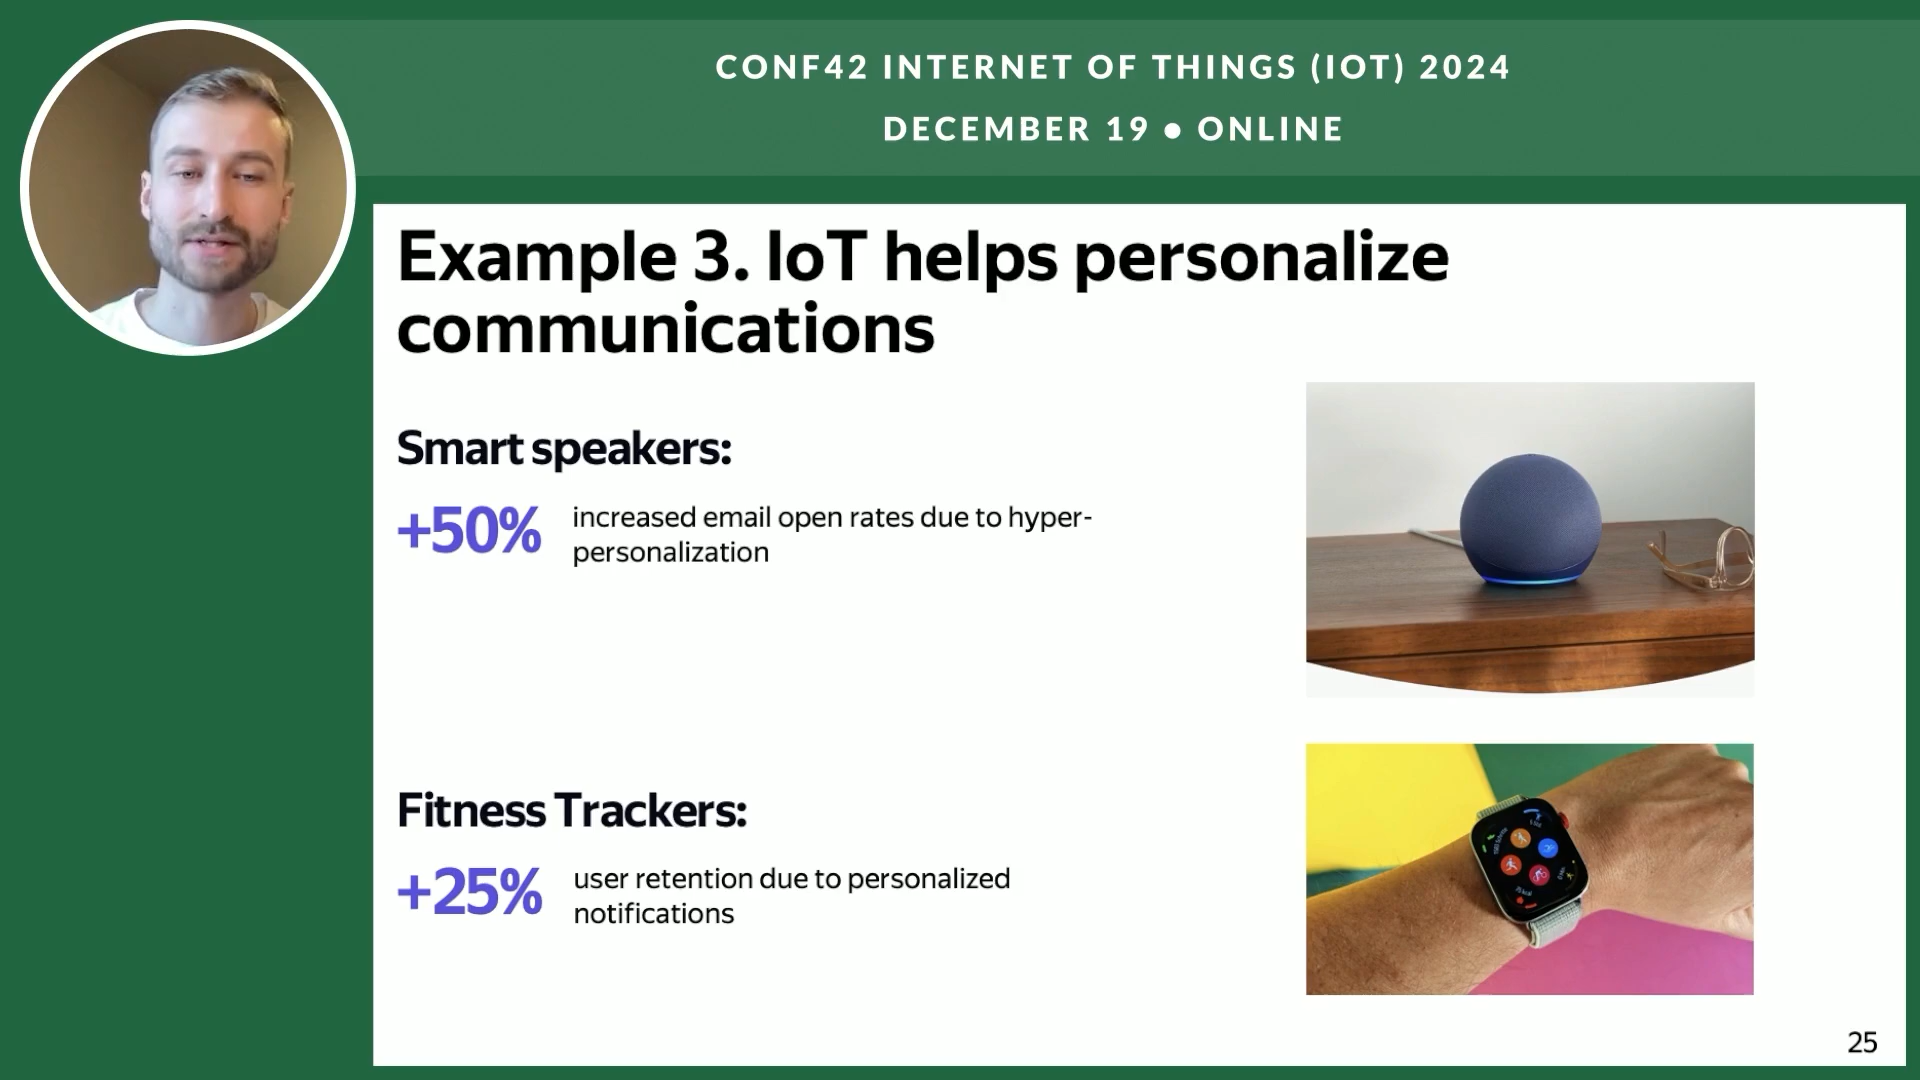 CONF42 INTERNET OF THINGS (IOT) 2024
DECEMBER 19 ● ONLINE
Example 3. IoT helps personalize
communications
Smart speakers:
+50%
increased email open rates due to hyper-
personalization
Fitness Trackers:
+25%
user retention due to personalized
notifications
25